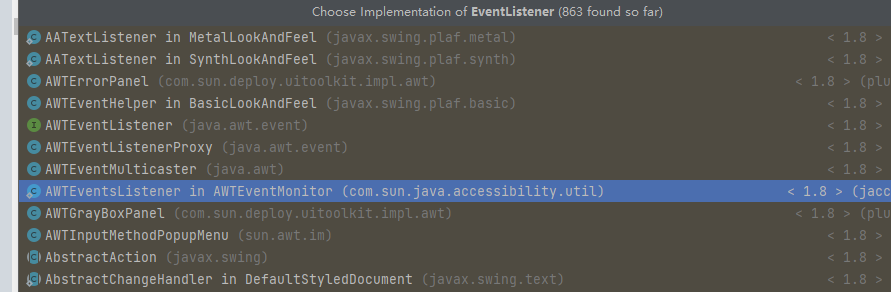 Choose Implementation of EventListener (863 found so far)
AATextListener in MetalLookAndFeel (javax.swing.plaf.metal) < 1.8 >
AATextListener in SynthLookAndFeel (javax.swing.plaf.synth) < 1.8 >
AWTErrorPanel (com.sun.deploy.uitoolkit.impl.awt) < 1.8 > (plu
AWTEventHelper in BasicLookAndFeel (javax.swing.plaf.basic) < 1.8 >
AWTEventListener (java.awt.event) < 1.8 >
AWTEventListenerProxy (java.awt.event) < 1.8 >
AWTEventMulticaster (java.awt) < 1.8 >
AWTEventsListener in AWTEventMonitor (com.sun.java.accessibility.util) < 1.8 > (jacc
AWTGrayBoxPanel (com.sun.deploy.uitoolkit.impl.awt) < 1.8 > (plu
AWTInputMethodPopupMenu (sun.awt.im) < 1.8 >
AbstractAction (javax.swing) < 1.8 >
AbstractChangeHandler in DefaultStyledDocument (javax.swing.text) < 1.8 >